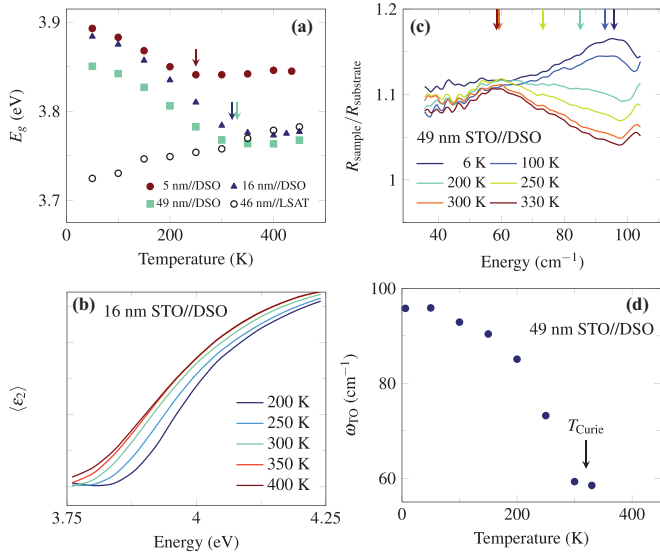 (a)
3.9
3.8
3.7
E_g (eV)
5 nm//DSO
16 nm//DSO
49 nm//DSO
46 nm//LSAT
0
200
400
Temperature (K)
(b)
16 nm STO//DSO
⟨ε₂⟩
200 K
250 K
300 K
350 K
400 K
3.75
4
4.25
Energy (eV)
(c)
1.2
1.1
1
R_sample/R_substrate
49 nm STO//DSO
6 K
100 K
200 K
250 K
300 K
330 K
40
60
80
100
Energy (cm⁻¹)
(d)
49 nm STO//DSO
100
80
60
ω_TO (cm⁻¹)
T_Curie
0
200
400
Temperature (K)